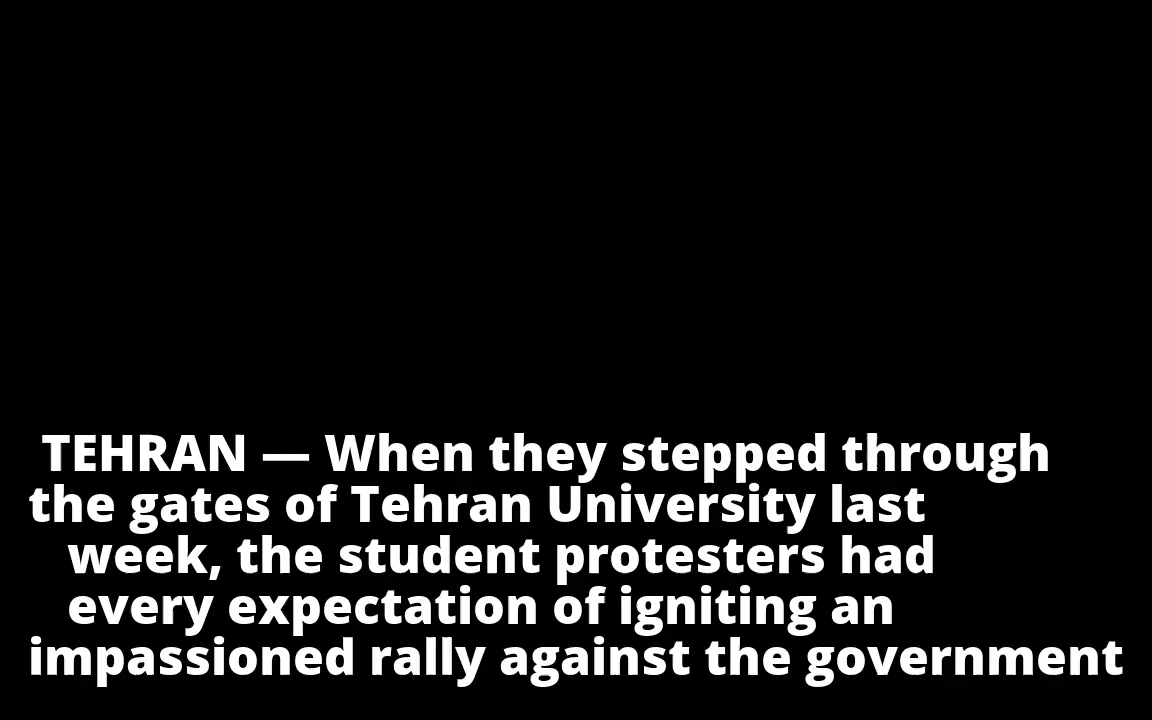 TEHRAN — When they stepped through
the gates of Tehran University last
week, the student protesters had
every expectation of igniting an
impassioned rally against the government